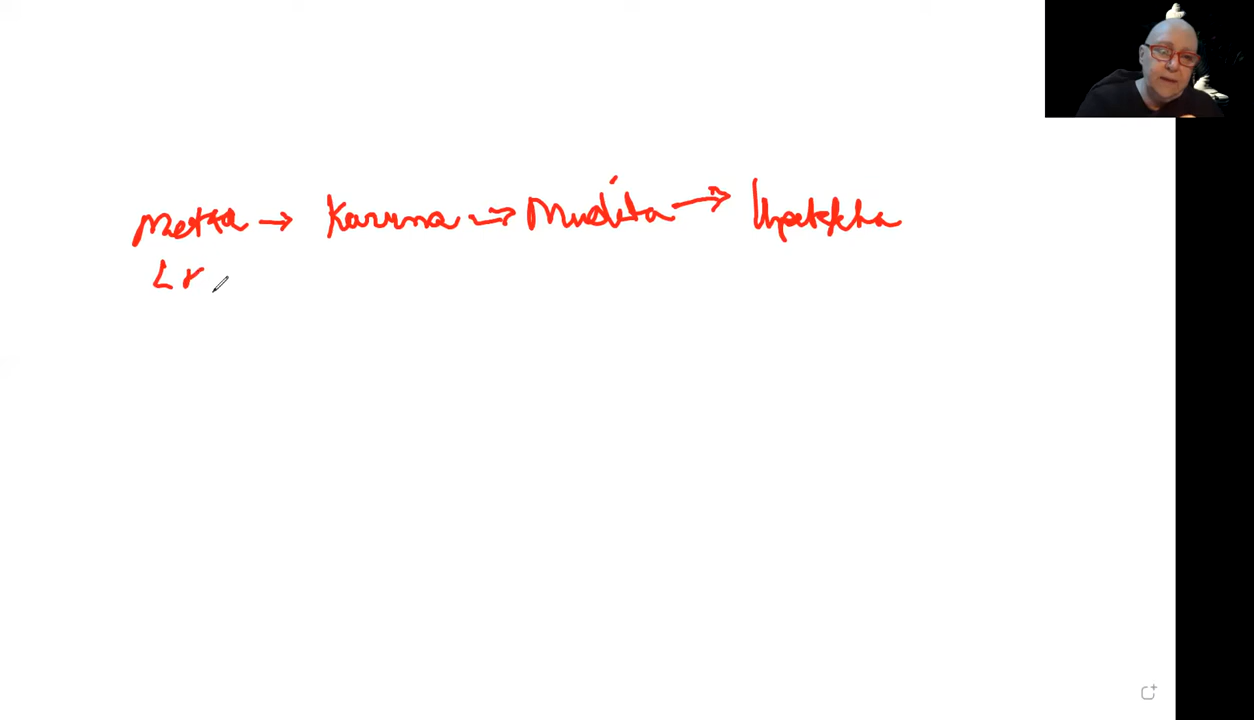 Metta → Karuna → Mudita → Upekkha
L r